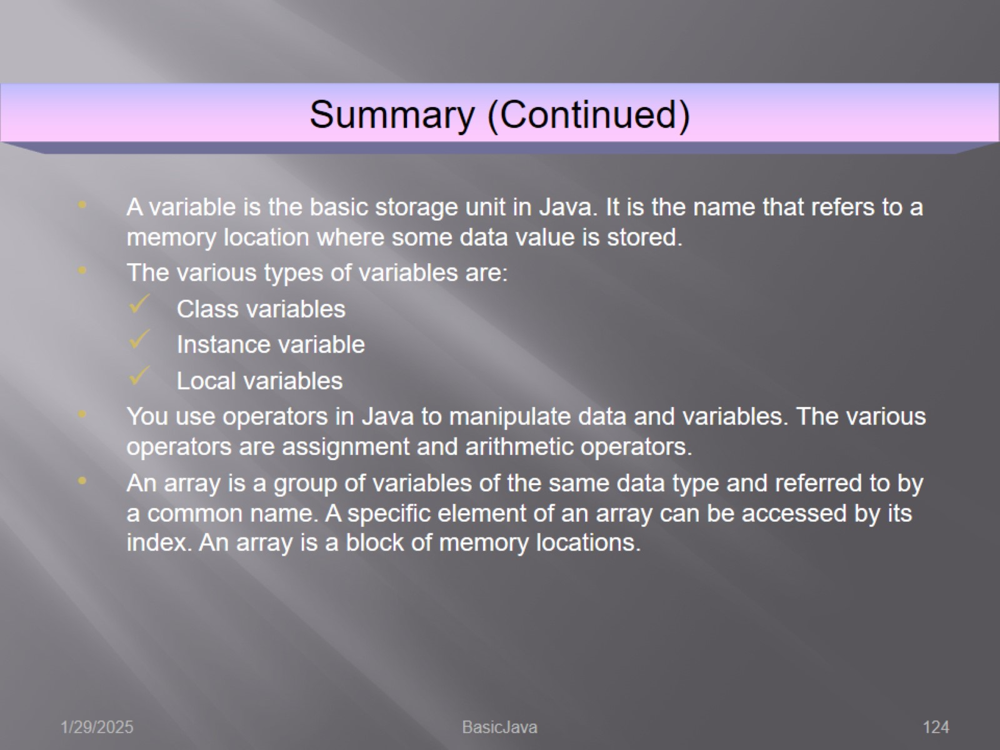 Summary (Continued)
• A variable is the basic storage unit in Java. It is the name that refers to a
memory location where some data value is stored.
• The various types of variables are:
✓ Class variables
✓ Instance variable
✓ Local variables
• You use operators in Java to manipulate data and variables. The various
operators are assignment and arithmetic operators.
• An array is a group of variables of the same data type and referred to by
a common name. A specific element of an array can be accessed by its
index. An array is a block of memory locations.
1/29/2025 BasicJava 124